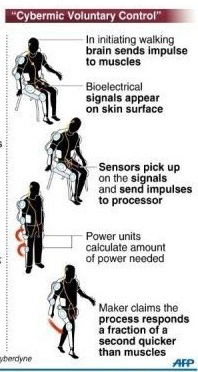 "Cybermic Voluntary Control"
In initiating walking
brain sends impulse
to muscles
Bioelectrical
signals appear
on skin surface
Sensors pick up
on the signals
and send impulses
to processor
Power units
calculate amount
of power needed
Maker claims the
process responds
a fraction of a
second quicker
than muscles
yberdyne
AFP